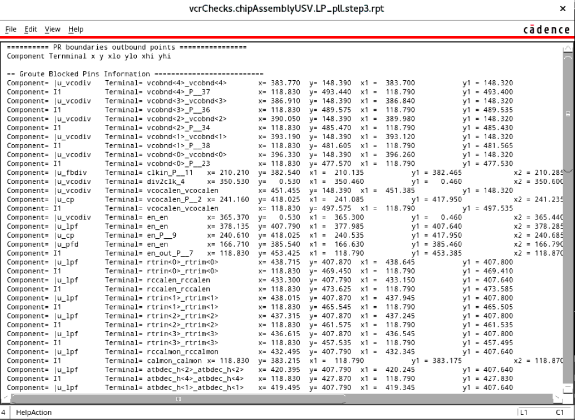 vcrChecks.chipAssemblyUSV.LP_pll.step3.rpt
File Edit View Help cādence
========== PR boundaries outbound points ================
Component Ternminal x y xlo ylo xhi yhi
-- Groute Blocked Pins Information ==========================
Component= |u_vcodiv Terminal= vcobnd<4>_vcobnd<4> x= 383.770 y= 148.390 x1 = 383.700 y1 = 148.320
Component= I1 Terminal= vcobnd<4>_P__37 x= 118.830 y= 493.440 x1 = 118.790 y1 = 493.400
Component= |u_vcodiv Terminal= vcobnd<3>_vcobnd<3> x= 386.910 y= 148.390 x1 = 386.840 y1 = 148.320
Component= I1 Terminal= vcobnd<3>_P__36 x= 118.830 y= 489.575 x1 = 118.790 y1 = 489.535
Component= |u_vcodiv Terminal= vcobnd<2>_vcobnd<2> x= 390.050 y= 148.390 x1 = 389.980 y1 = 148.320
Component= I1 Terminal= vcobnd<2>_P__34 x= 118.830 y= 485.470 x1 = 118.790 y1 = 485.430
Component= |u_vcodiv Terminal= vcobnd<1>_vcobnd<1> x= 393.190 y= 148.390 x1 = 393.120 y1 = 148.320
Component= I1 Terminal= vcobnd<1>_P__38 x= 118.830 y= 481.605 x1 = 118.790 y1 = 481.565
Component= |u_vcodiv Terminal= vcobnd<0>_vcobnd<0> x= 396.330 y= 148.390 x1 = 396.260 y1 = 148.320
Component= I1 Terminal= vcobnd<0>_P__23 x= 118.830 y= 477.570 x1 = 118.790 y1 = 477.530
Component= |u_fbdiv Terminal= clkin_P__11 x= 210.210 y= 382.540 x1 = 210.135 y1 = 382.465 x2 = 210.285
Component= |u_vcodiv Terminal= div2clk_4 x= 350.530 y= 0.530 x1 = 350.460 y1 = 0.460 x2 = 350.600
Component= |u_vcodiv Terminal= vcocalen_vcocalen x= 451.455 y= 148.390 x1 = 451.385 y1 = 148.320
Component= |u_cp Terminal= vcocalen_P__2 x= 241.160 y= 418.025 x1 = 241.085 y1 = 417.950 x2 = 241.235
Component= I1 Terminal= vcocalen_vcocalen x= 118.830 y= 497.575 x1 = 118.790 y1 = 497.535
Component= |u_vcodiv Terminal= en_en x= 365.370 y= 0.530 x1 = 365.300 y1 = 0.460 x2 = 365.440
Component= |u_lpf Terminal= en_en x= 378.135 y= 407.790 x1 = 377.985 y1 = 407.640 x2 = 378.285
Component= |u_cp Terminal= en_P__9 x= 240.610 y= 418.025 x1 = 240.535 y1 = 417.950 x2 = 240.685
Component= |u_pfd Terminal= en_en x= 166.710 y= 385.540 x1 = 166.630 y1 = 385.460 x2 = 166.790
Component= I1 Terminal= en_out_P__7 x= 118.830 y= 453.425 x1 = 118.790 y1 = 453.385 x2 = 118.870
Component= |u_lpf Terminal= rtrim<0>_rtrim<0> x= 438.715 y= 407.870 x1 = 438.645 y1 = 407.800
Component= I1 Terminal= rtrim<0>_rtrim<0> x= 118.830 y= 469.450 x1 = 118.790 y1 = 469.410
Component= |u_lpf Terminal= rccalen_rccalen x= 433.300 y= 407.790 x1 = 433.150 y1 = 407.640
Component= I1 Terminal= rccalen_rccalen x= 118.830 y= 473.625 x1 = 118.790 y1 = 473.585
Component= |u_lpf Terminal= rtrim<1>_rtrim<1> x= 438.015 y= 407.870 x1 = 437.945 y1 = 407.800
Component= I1 Terminal= rtrim<1>_rtrim<1> x= 118.830 y= 465.545 x1 = 118.790 y1 = 465.505
Component= |u_lpf Terminal= rtrim<2>_rtrim<2> x= 437.315 y= 407.870 x1 = 437.245 y1 = 407.800
Component= I1 Terminal= rtrim<2>_rtrim<2> x= 118.830 y= 461.575 x1 = 118.790 y1 = 461.535
Component= |u_lpf Terminal= rtrim<3>_rtrim<3> x= 436.615 y= 407.870 x1 = 436.545 y1 = 407.800
Component= I1 Terminal= rtrim<3>_rtrim<3> x= 118.830 y= 457.535 x1 = 118.790 y1 = 457.495
Component= |u_lpf Terminal= rccalmon_rccalmon x= 432.495 y= 407.790 x1 = 432.345 y1 = 407.640
Component= I1 Terminal= calmon_calmon x= 118.830 y= 383.215 x1 = 118.790 y1 = 383.175 x2 = 118.870
Component= |u_lpf Terminal= atbdec_h<2>_atbdec_h<2> x= 420.395 y= 407.790 x1 = 420.245 y1 = 407.640
Component= I1 Terminal= atbdec_h<2>_atbdec_h<2> x= 118.830 y= 427.870 x1 = 118.790 y1 = 427.830
Component= |u_lpf Terminal= atbdec_h<1>_atbdec_h<1> x= 419.495 y= 407.790 x1 = 419.345 y1 = 407.640
4 HelpAction L1 C1